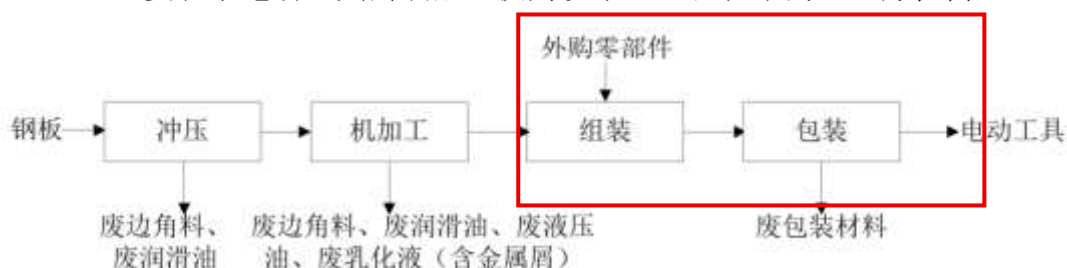 外购零部件
钢板
冲压
机加工
组装
包装
电动工具
废边角料、
废润滑油
废边角料、废润滑油、废液压
油、废乳化液（含金属屑）
废包装材料